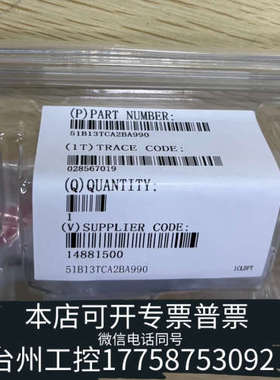 (P)PART NUMBER:
51B13TCA2BA990
(1T)TRACE CODE:
028567019
(Q)QUANTITY:
1
(V)SUPPLIER CODE:
14881500
51B13TCA2BA990
本店可开专票普票
微信电话同号
台州工控17758753092